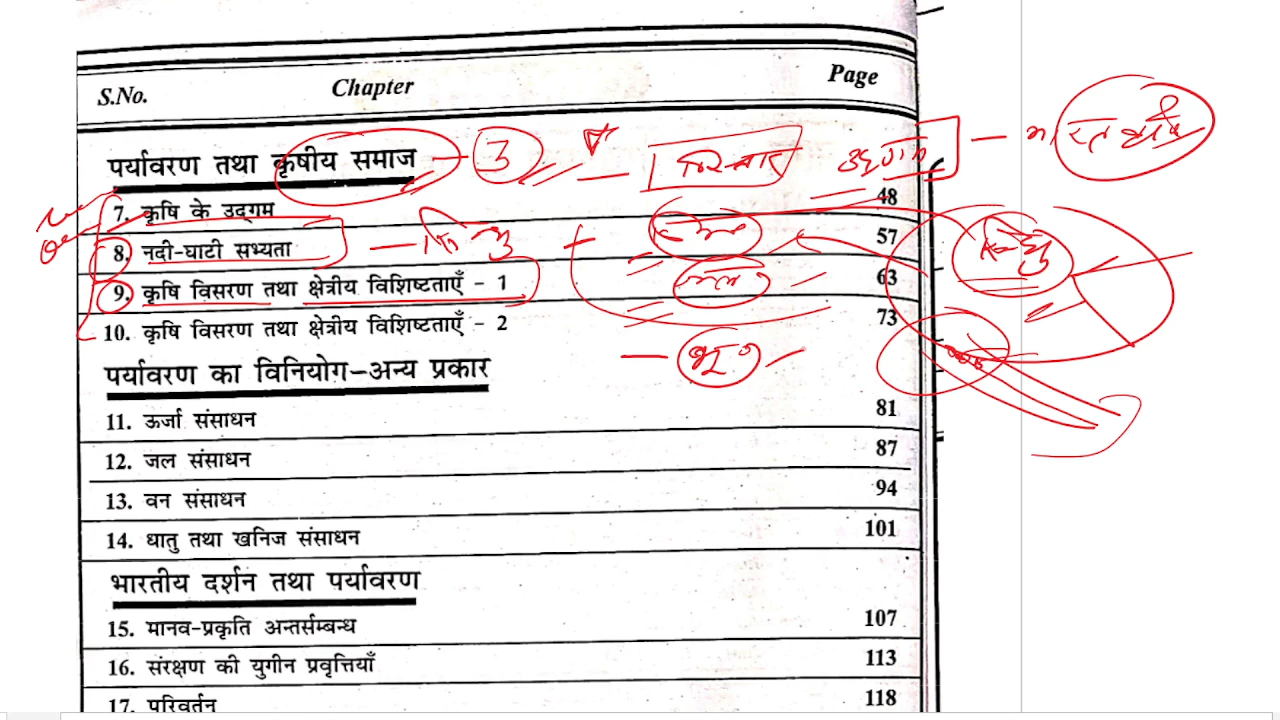 S.No. Chapter Page
पर्यावरण तथा कृषीय समाज 3
7. कृषि के उद्गम 48
8. नदी-घाटी सभ्यता 57
9. कृषि विसरण तथा क्षेत्रीय विशिष्टताएँ - 1 63
10. कृषि विसरण तथा क्षेत्रीय विशिष्टताएँ - 2 73
पर्यावरण का विनियोग-अन्य प्रकार
11. ऊर्जा संसाधन 81
12. जल संसाधन 87
13. वन संसाधन 94
14. धातु तथा खनिज संसाधन 101
भारतीय दर्शन तथा पर्यावरण
15. मानव-प्रकृति अन्तर्सम्बन्ध 107
16. संरक्षण की युगीन प्रवृत्तियाँ 113
17. परिवर्तन 118